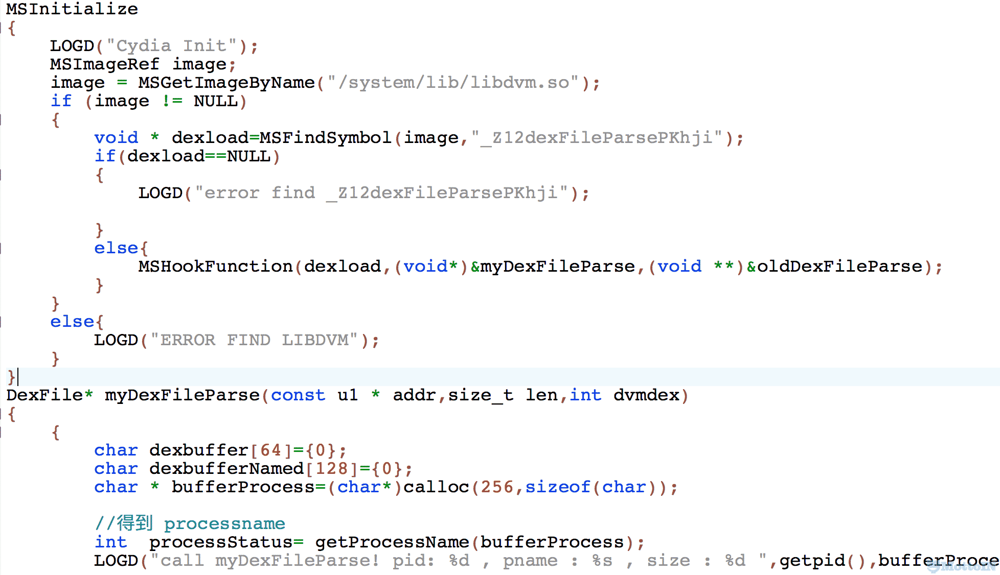 MSInitialize
{
    LOGD("Cydia Init");
    MSImageRef image;
    image = MSGetImageByName("/system/lib/libdvm.so");
    if (image != NULL)
    {
        void * dexload=MSFindSymbol(image,"_Z12dexFileParsePKhji");
        if(dexload==NULL)
        {
            LOGD("error find _Z12dexFileParsePKhji");
        }
        else{
            MSHookFunction(dexload,(void*)&myDexFileParse,(void **)&oldDexFileParse);
        }
    }
    else{
        LOGD("ERROR FIND LIBDVM");
    }
}
DexFile* myDexFileParse(const u1 * addr,size_t len,int dvmdex)
{
    {
        char dexbuffer[64]={0};
        char dexbufferNamed[128]={0};
        char * bufferProcess=(char*)calloc(256,sizeof(char));
        //得到 processname
        int  processStatus= getProcessName(bufferProcess);
        LOGD("call myDexFileParse! pid: %d , pname : %s , size : %d ",getpid(),bufferProce
MottoIN